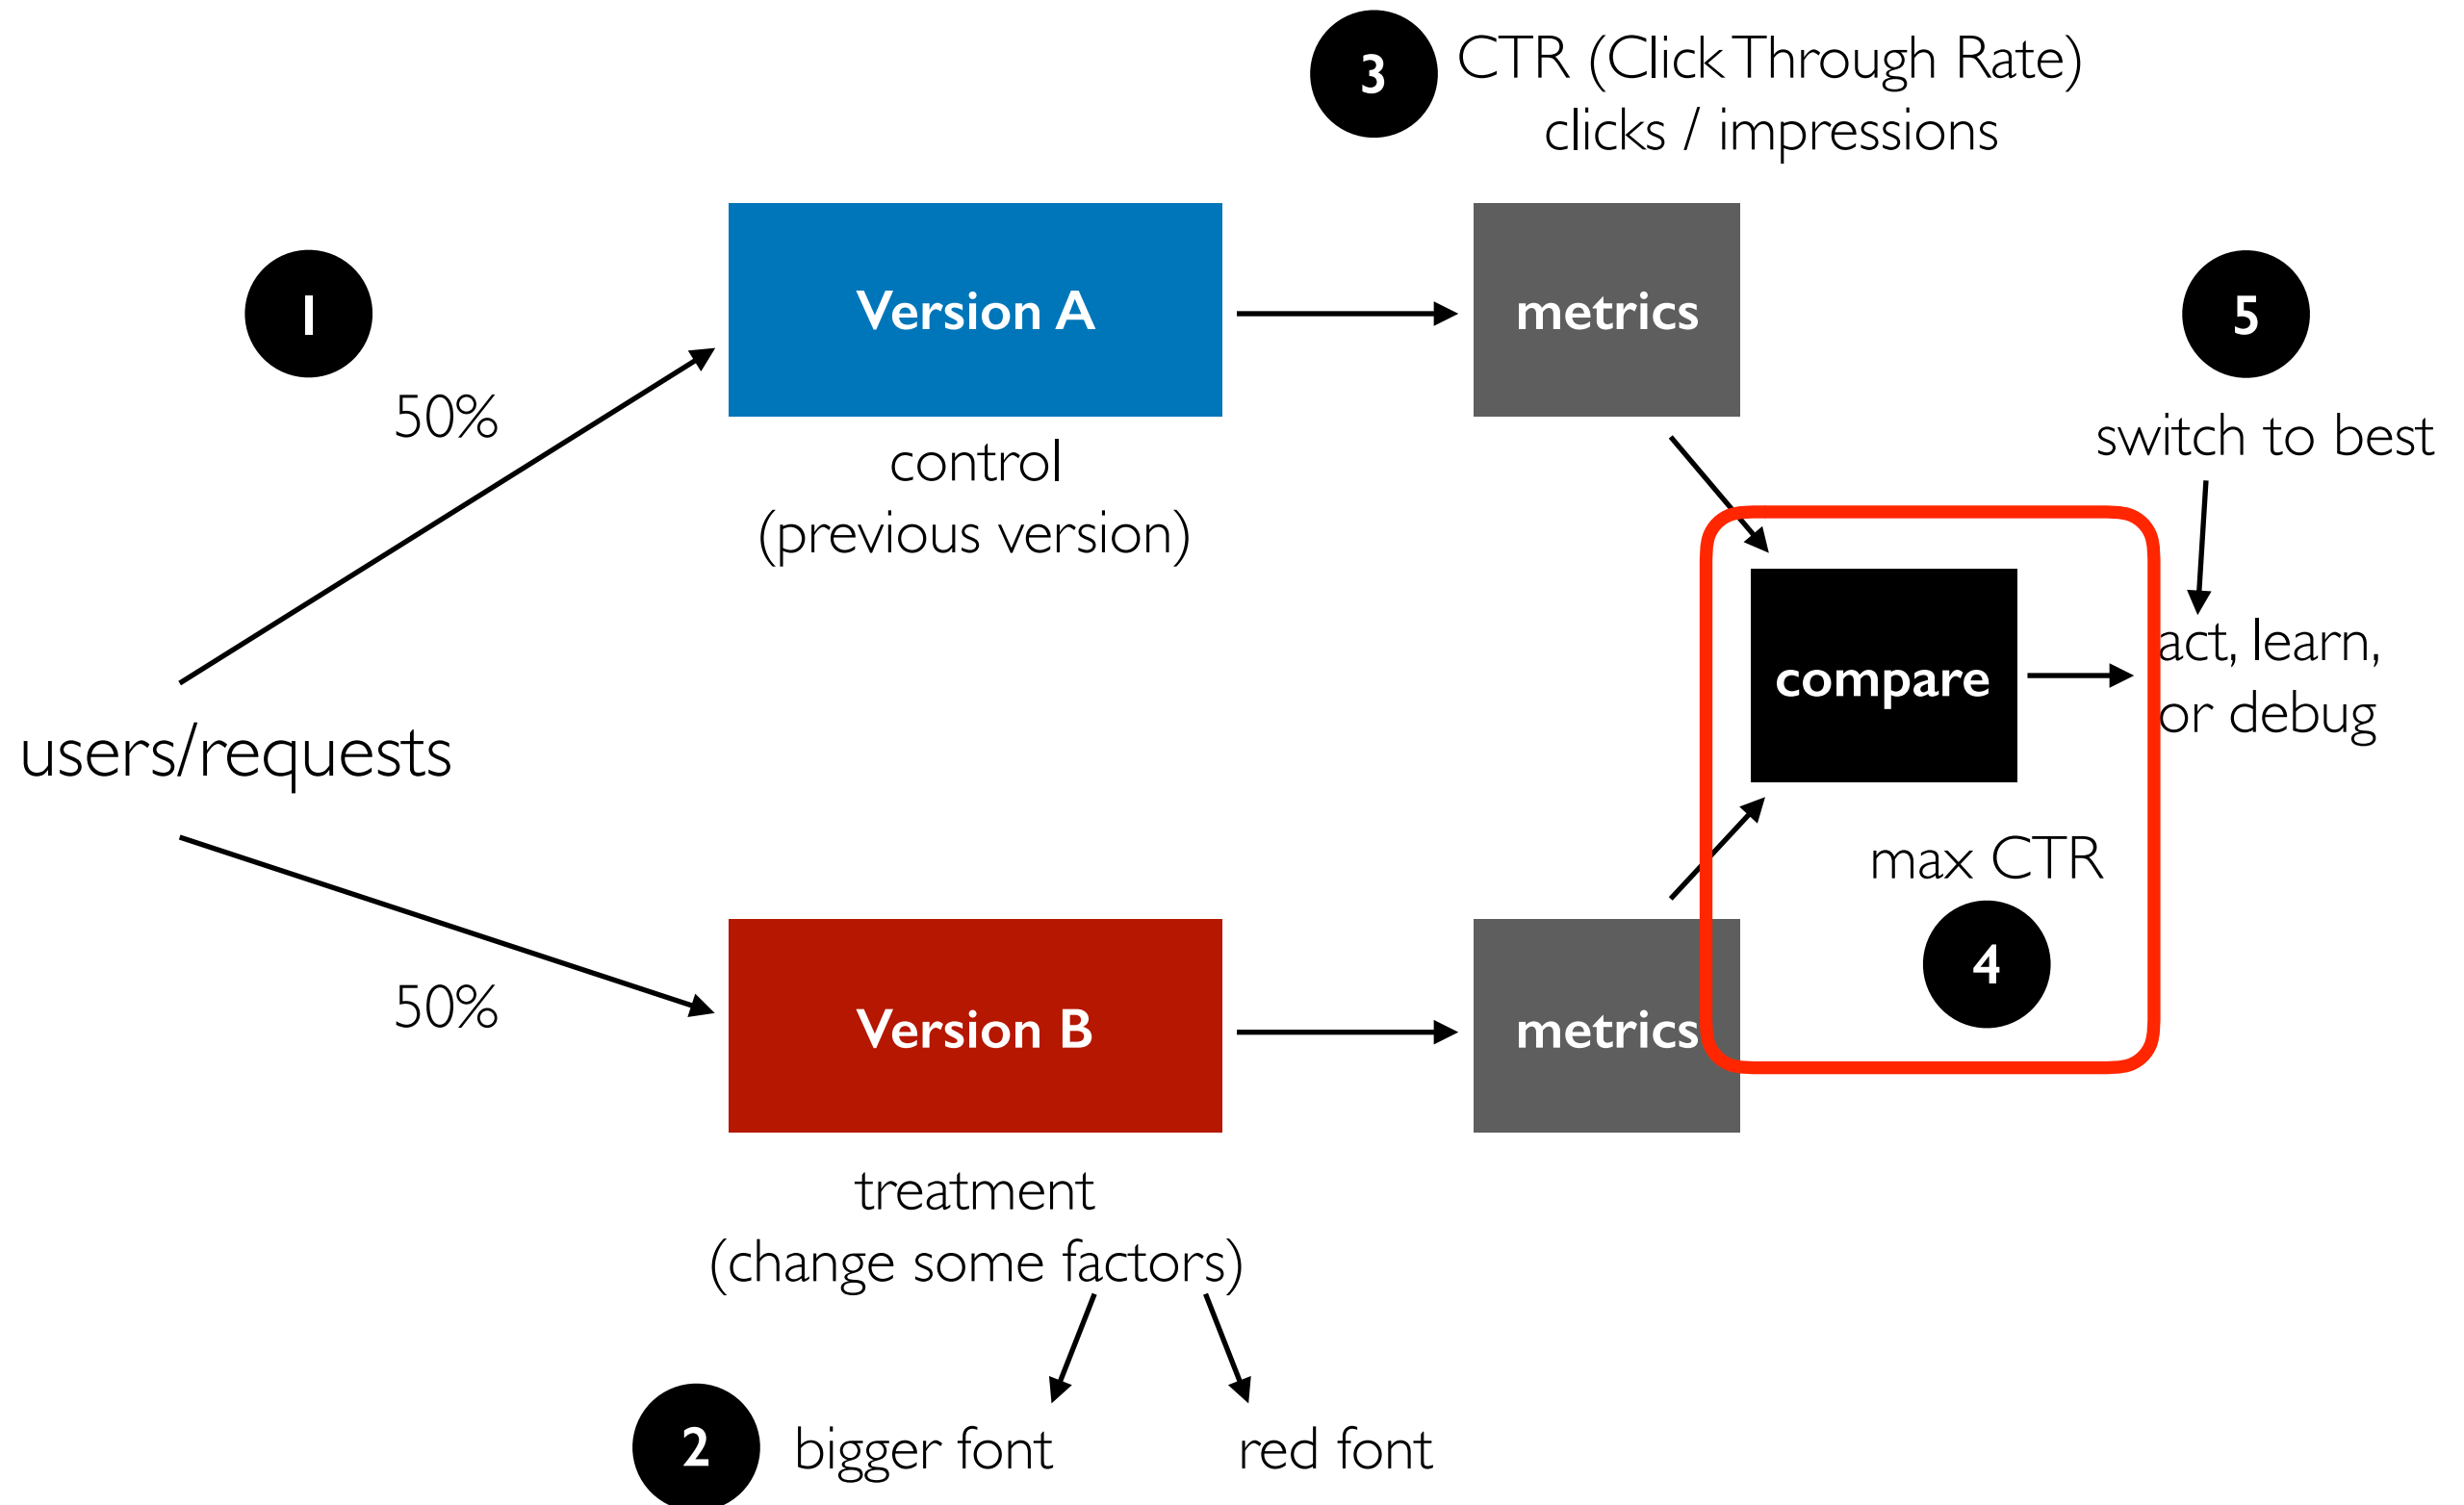 3
CTR (Click Through Rate)
clicks / impressions
1
50%
Version A
metrics
5
control
(previous version)
switch to best
users/requests
compare
act, learn,
or debug
max CTR
4
50%
Version B
metrics
treatment
(change some factors)
2
bigger font
red font